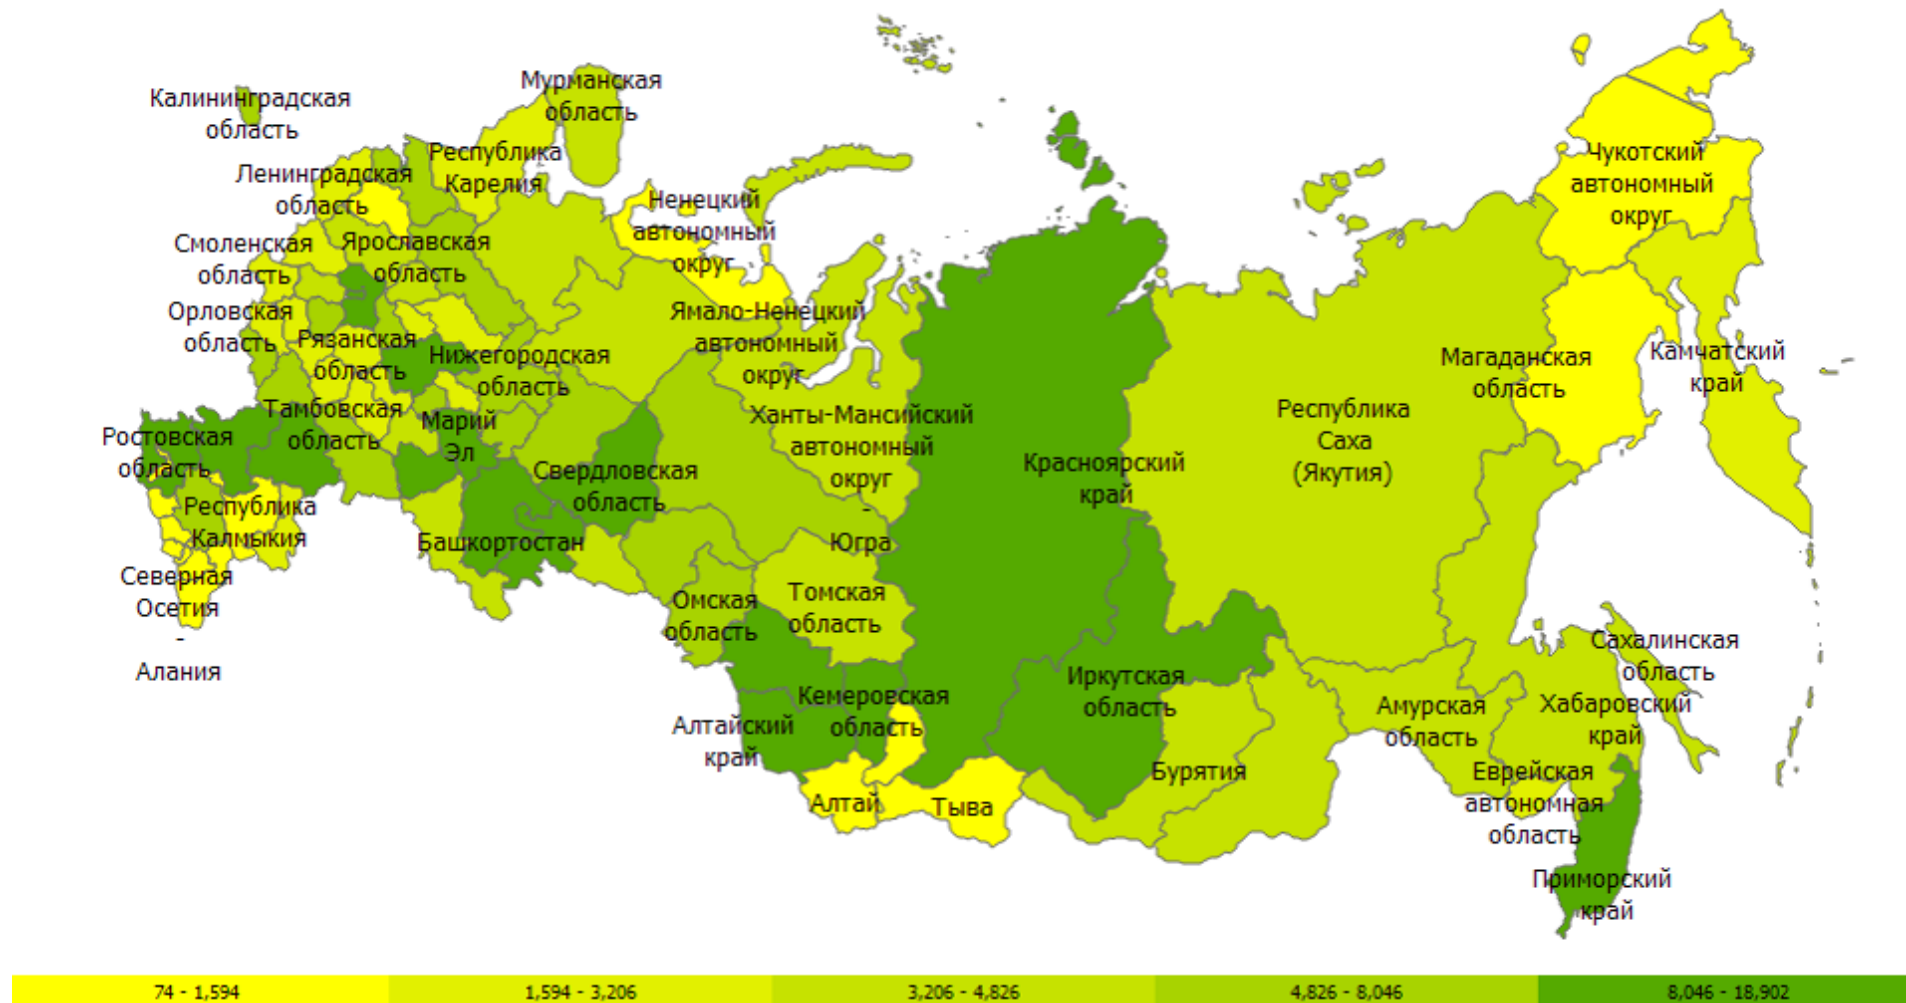 Мурманская
область
Калининградская
область
Республика
Карелия
Ленинградская
область
Ненецкий
автономный
округ
Чукотский
автономный
округ
Смоленская
область
Ярославская
область
Орловская
область
Рязанская
область
Ямало-Ненецкий
автономный
округ
Нижегородская
область
Магаданская
область
Камчатский
край
Тамбовская
область
Марий
Эл
Ханты-Мансийский
автономный
округ
-
Югра
Республика
Саха
(Якутия)
Ростовская
область
Свердловская
область
Красноярский
край
Республика
Калмыкия
Башкортостан
Северная
Осетия
-
Алания
Омская
область
Томская
область
Сахалинская
область
Иркутская
область
Кемеровская
область
Алтайский
край
Амурская
область
Хабаровский
край
Бурятия
Еврейская
автономная
область
Алтай
Тыва
Приморский
край
74 - 1,594
1,594 - 3,206
3,206 - 4,826
4,826 - 8,046
8,046 - 18,902